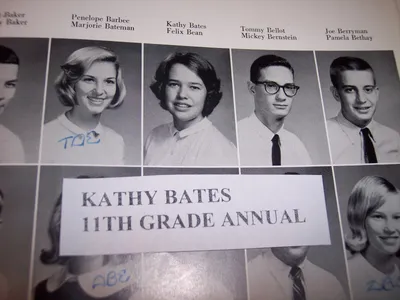 Baker
Baker
Penelope Barbee
Marjorie Bateman
Kathy Bates
Felix Bean
Tommy Bellot
Mickey Bernstein
Joe Berryman
Pamela Bethay
KATHY BATES
11TH GRADE ANNUAL